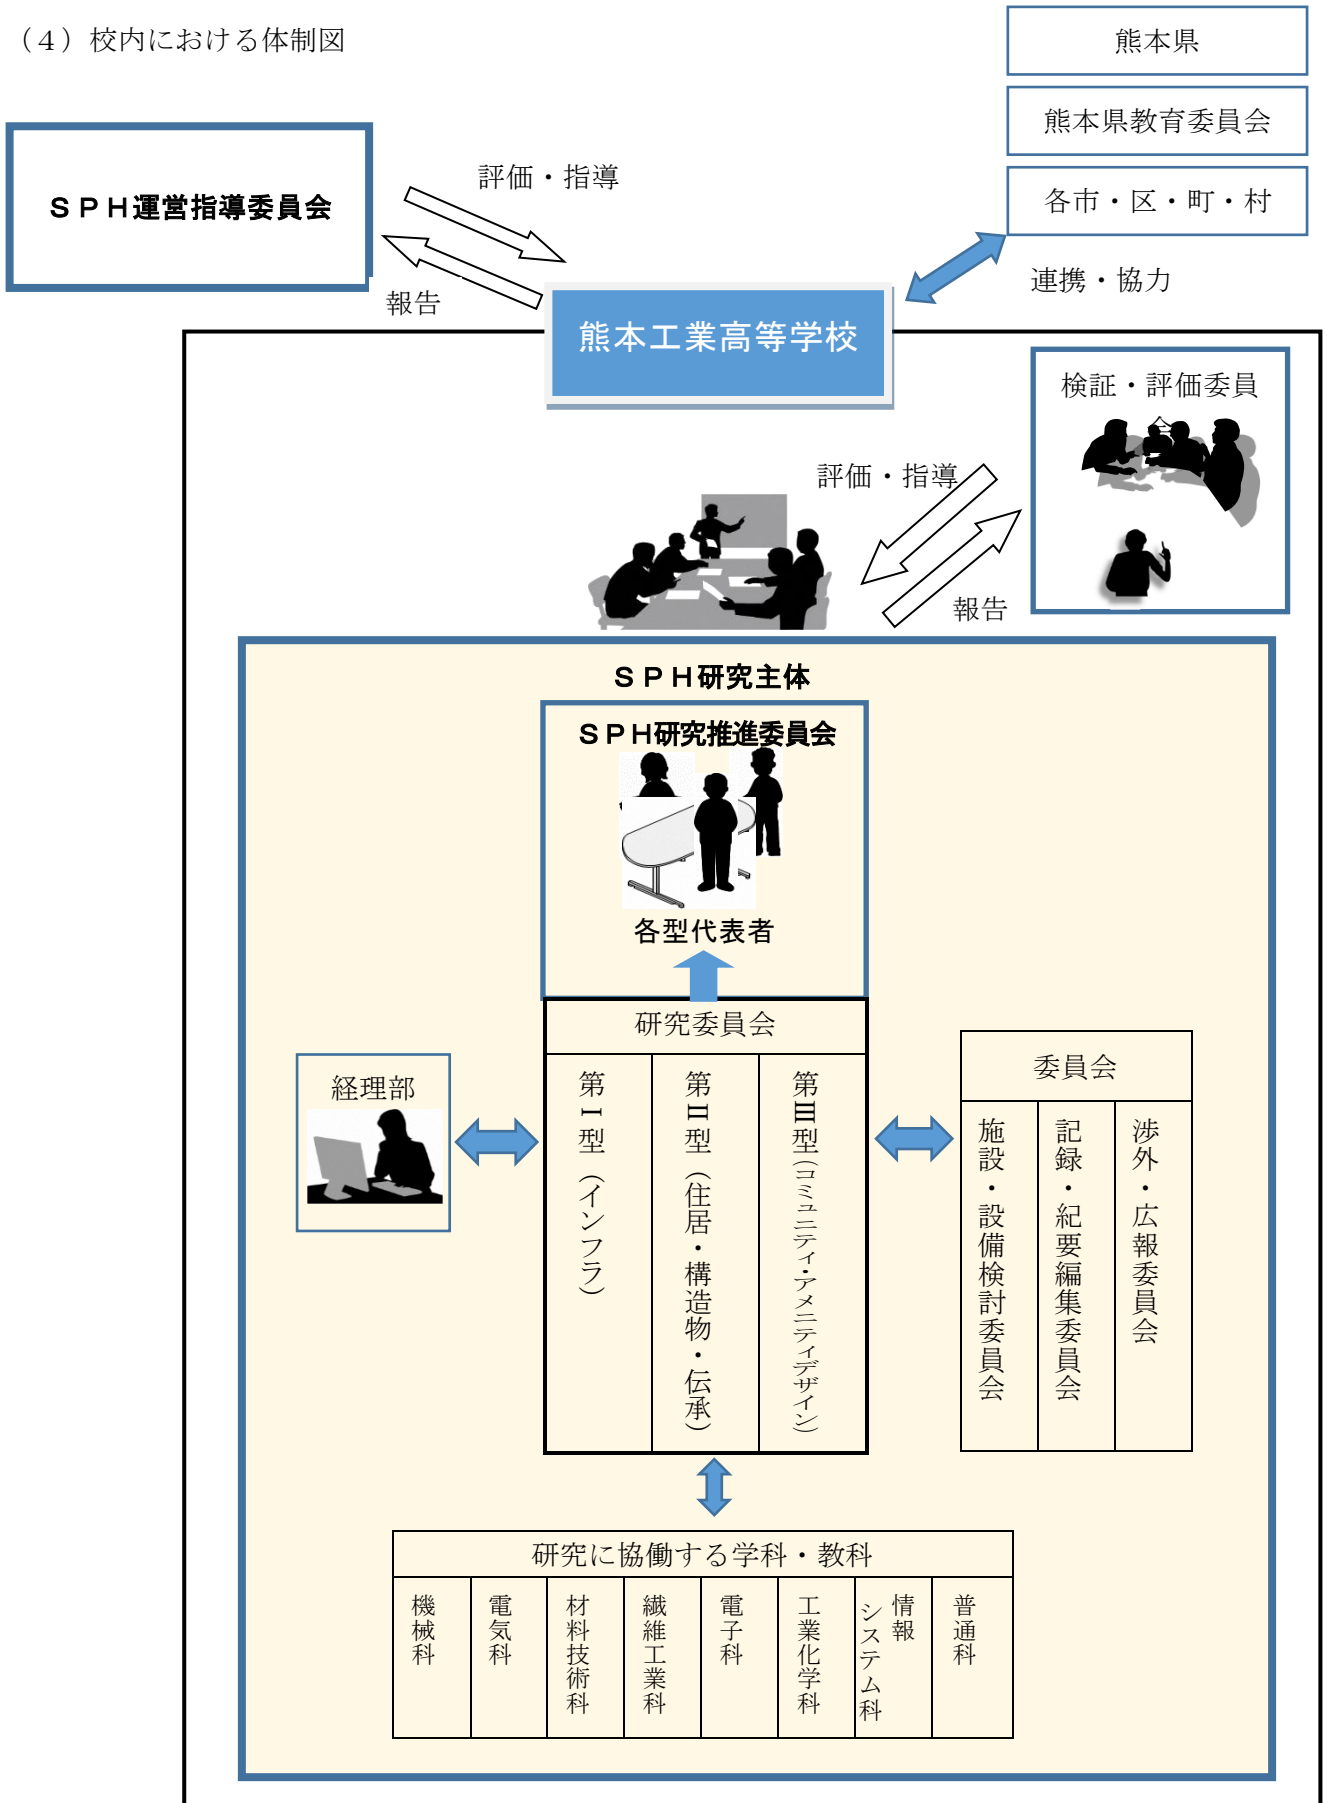 （４）校内における体制図
熊本県
熊本県教育委員会
各市・区・町・村
ＳＰＨ運営指導委員会
評価・指導
報告
連携・協力
熊本工業高等学校
検証・評価委員
会
評価・指導
報告
ＳＰＨ研究主体
ＳＰＨ研究推進委員会
各型代表者
研究委員会
第Ⅰ型（インフラ）
第Ⅱ型（住居・構造物・伝承）
第Ⅲ型（コミュニティ・アメニティデザイン）
経理部
委員会
施設・設備検討委員会
記録・紀要編集委員会
渉外・広報委員会
研究に協働する学科・教科
機械科
電気科
材料技術科
繊維工業科
電子科
工業化学科
情報
システム科
普通科